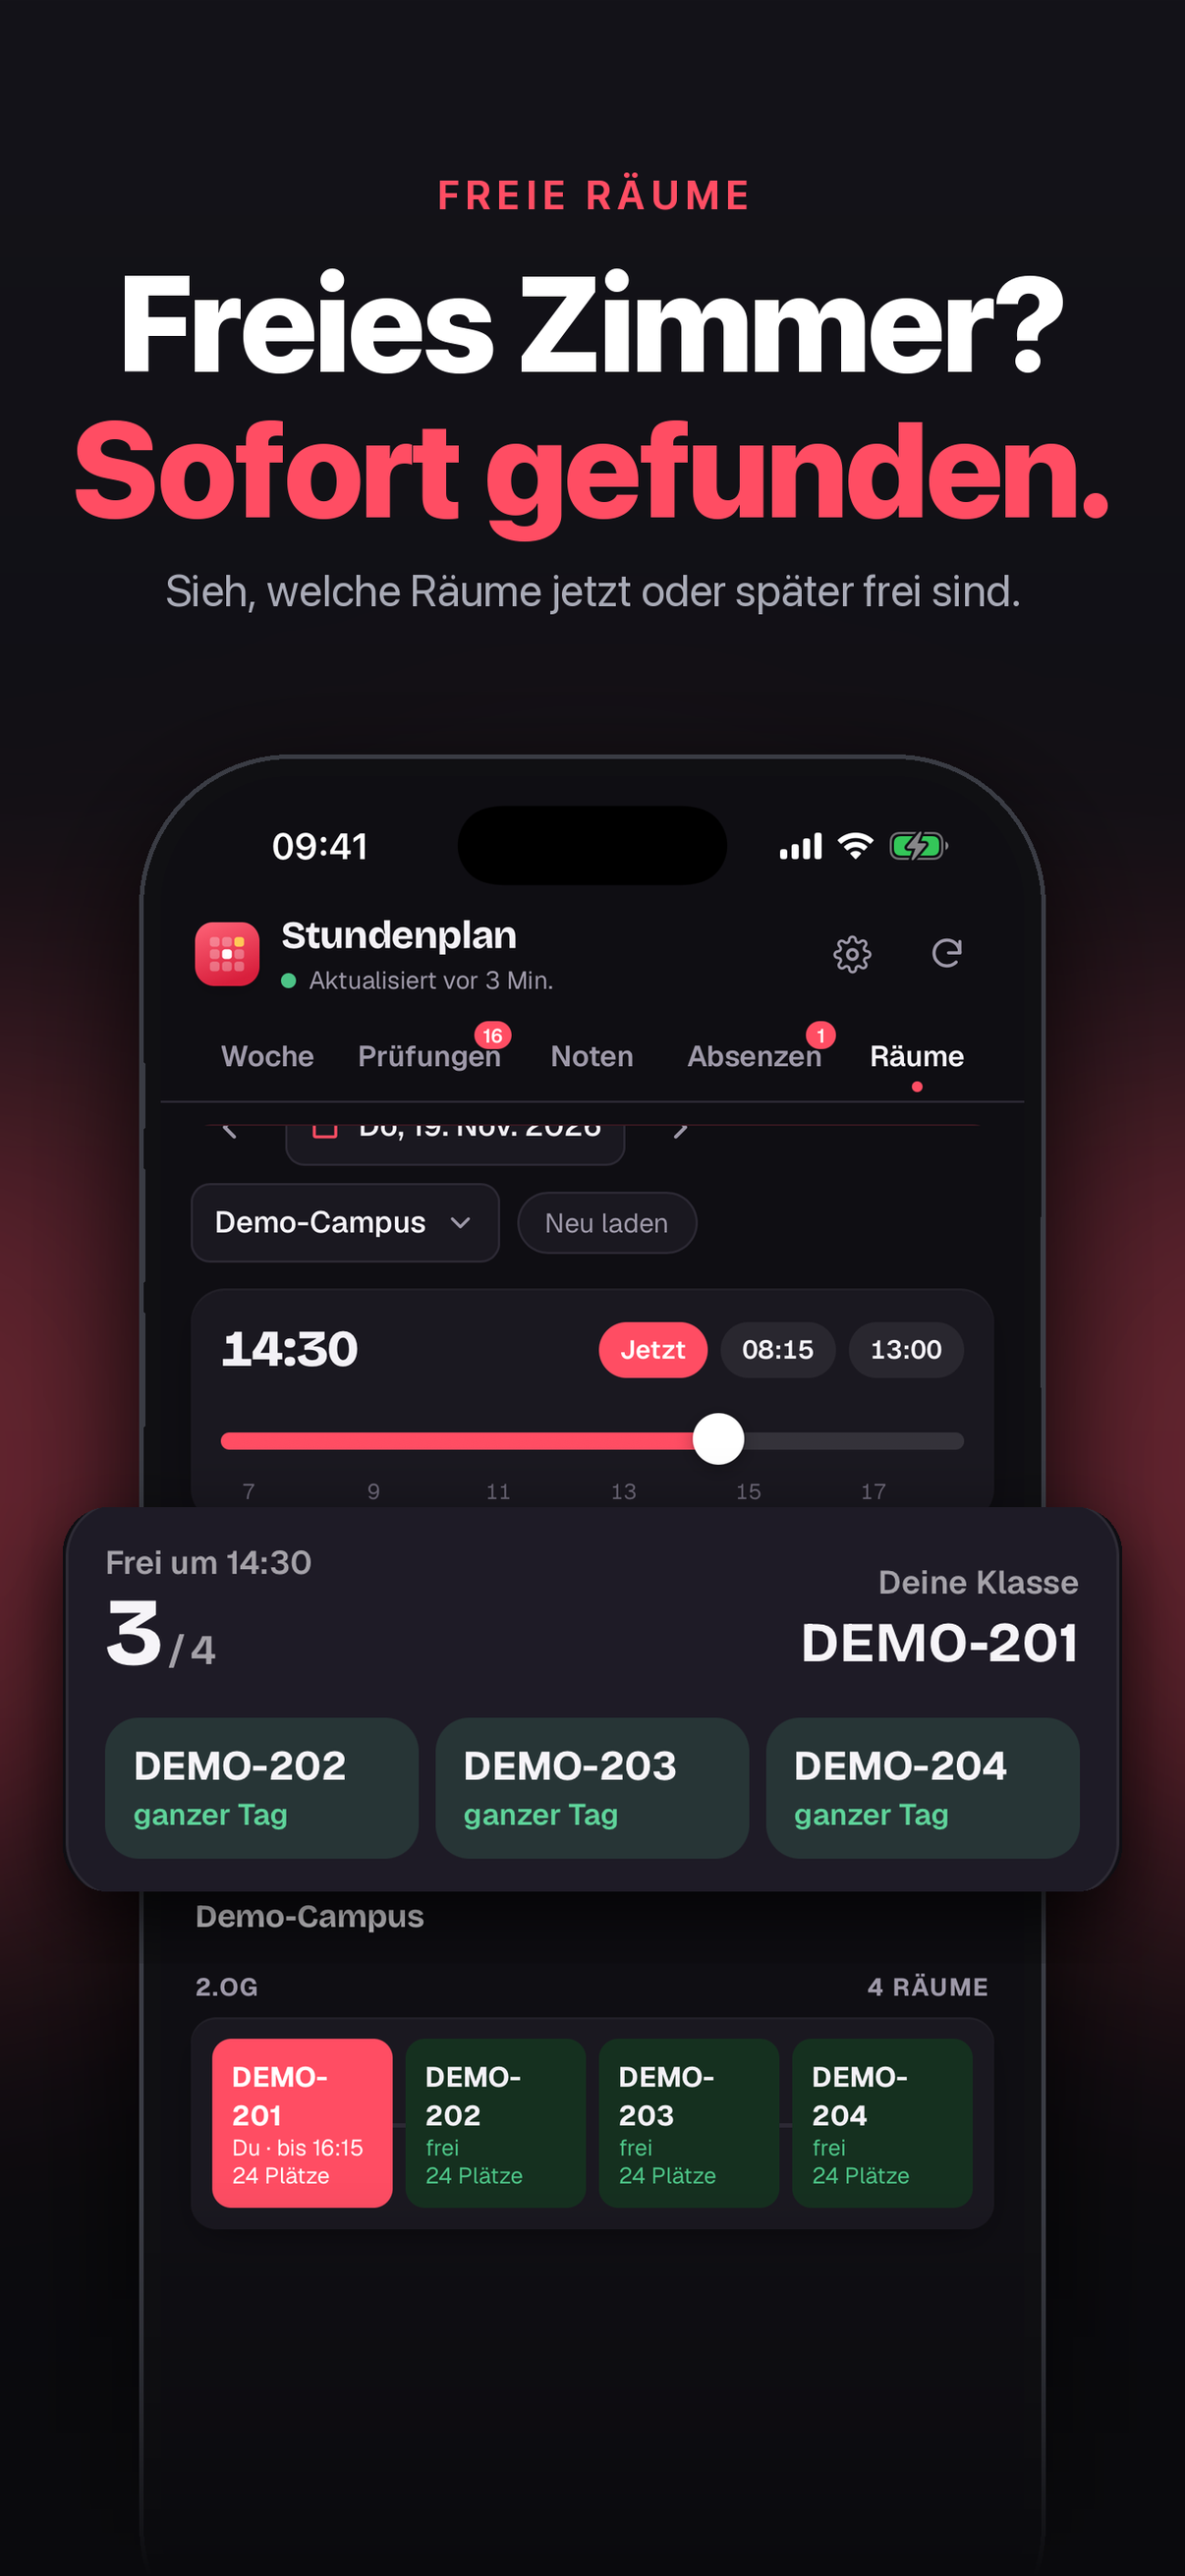 FREIE RÄUME
Freies Zimmer?
Sofort gefunden.
Sieh, welche Räume jetzt oder später frei sind.
09:41
Stundenplan
Aktualisiert vor 3 Min.
Woche Prüfungen 16 Noten Absenzen 1 Räume
Do, 19. Nov. 2026
Demo-Campus Neu laden
14:30 Jetzt 08:15 13:00
7 9 11 13 15 17
Frei um 14:30
Deine Klasse
3 / 4
DEMO-201
DEMO-202 DEMO-203 DEMO-204
ganzer Tag ganzer Tag ganzer Tag
Demo-Campus
2.OG 4 RÄUME
DEMO- DEMO- DEMO- DEMO-
201 202 203 204
Du · bis 16:15 frei frei frei
24 Plätze 24 Plätze 24 Plätze 24 Plätze